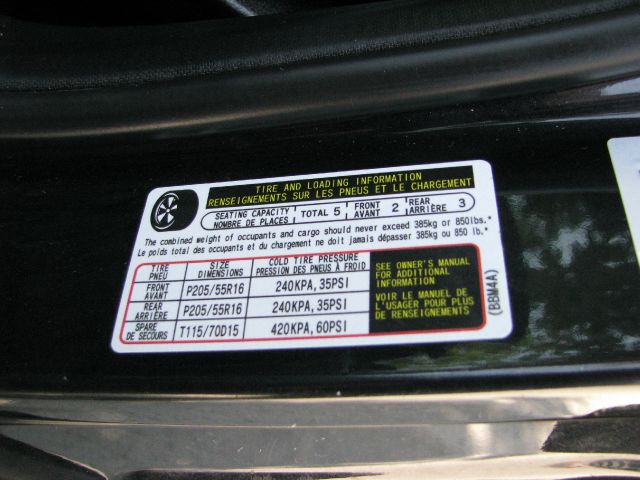 TIRE AND LOADING INFORMATION
RENSEIGNEMENTS SUR LES PNEUS ET LE CHARGEMENT
SEATING CAPACITY
NOMBRE DE PLACES
TOTAL 5
FRONT
AVANT
2
REAR
ARRIÈRE
3
The combined weight of occupants and cargo should never exceed 385kg or 850lbs.*
Le poids total des occupants et du chargement ne doit jamais dépasser 385kg ou 850 lb.*
TIRE
PNEU
SIZE
DIMENSIONS
COLD TIRE PRESSURE
PRESSION DES PNEUS À FROID
FRONT
AVANT
P205/55R16
240KPA, 35PSI
REAR
ARRIÈRE
P205/55R16
240KPA, 35PSI
SPARE
DE SECOURS
T115/70D15
420KPA, 60PSI
SEE OWNER'S MANUAL
FOR ADDITIONAL
INFORMATION
VOIR LE MANUEL DE
L'USAGER POUR PLUS
DE RENSEIGNEMENTS
(BBM4A)